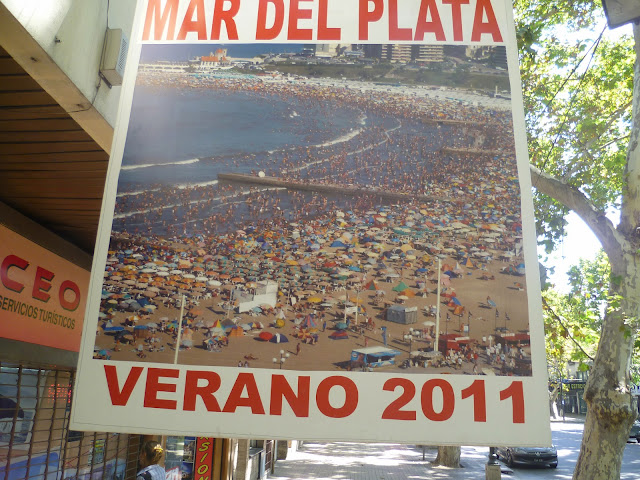 MAR DEL PLATA
VERANO 2011
CEO
SERVICIOS TURISTICOS